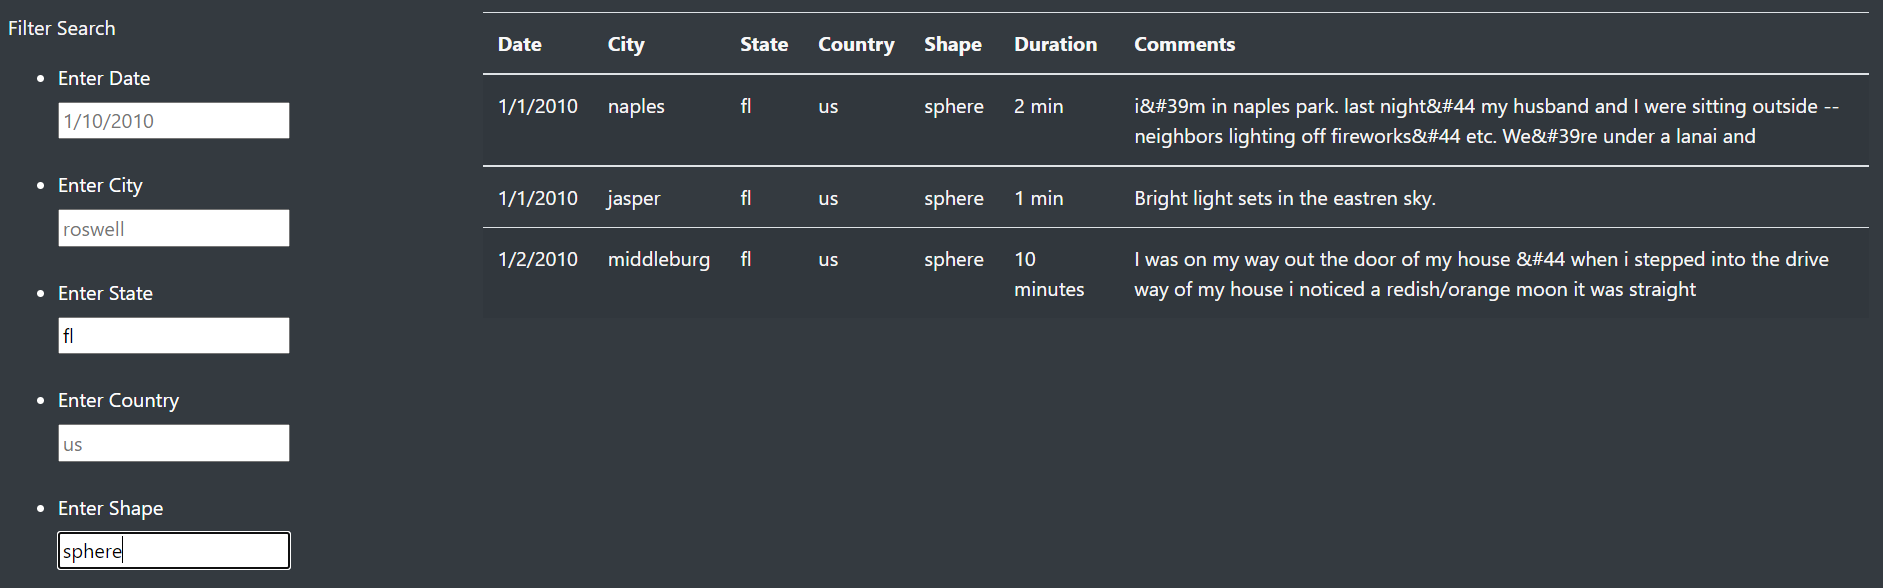 Filter Search
Enter Date
1/10/2010
Enter City
roswell
Enter State
fl
Enter Country
us
Enter Shape
sphere
Date City State Country Shape Duration Comments
1/1/2010 naples fl us sphere 2 min i&#39m in naples park. last night&#44 my husband and I were sitting outside --
neighbors lighting off fireworks&#44 etc. We&#39re under a lanai and
1/1/2010 jasper fl us sphere 1 min Bright light sets in the eastren sky.
1/2/2010 middleburg fl us sphere 10 I was on my way out the door of my house &#44 when i stepped into the drive
minutes way of my house i noticed a redish/orange moon it was straight